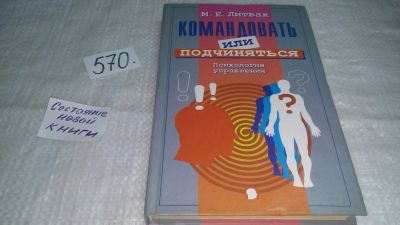 570.
Состояние
новой
книги
М. Е. Литвак
КОМАНДОВАТЬ
ИЛИ
ПОДЧИНЯТЬСЯ
Психология
управления
!
!!
?